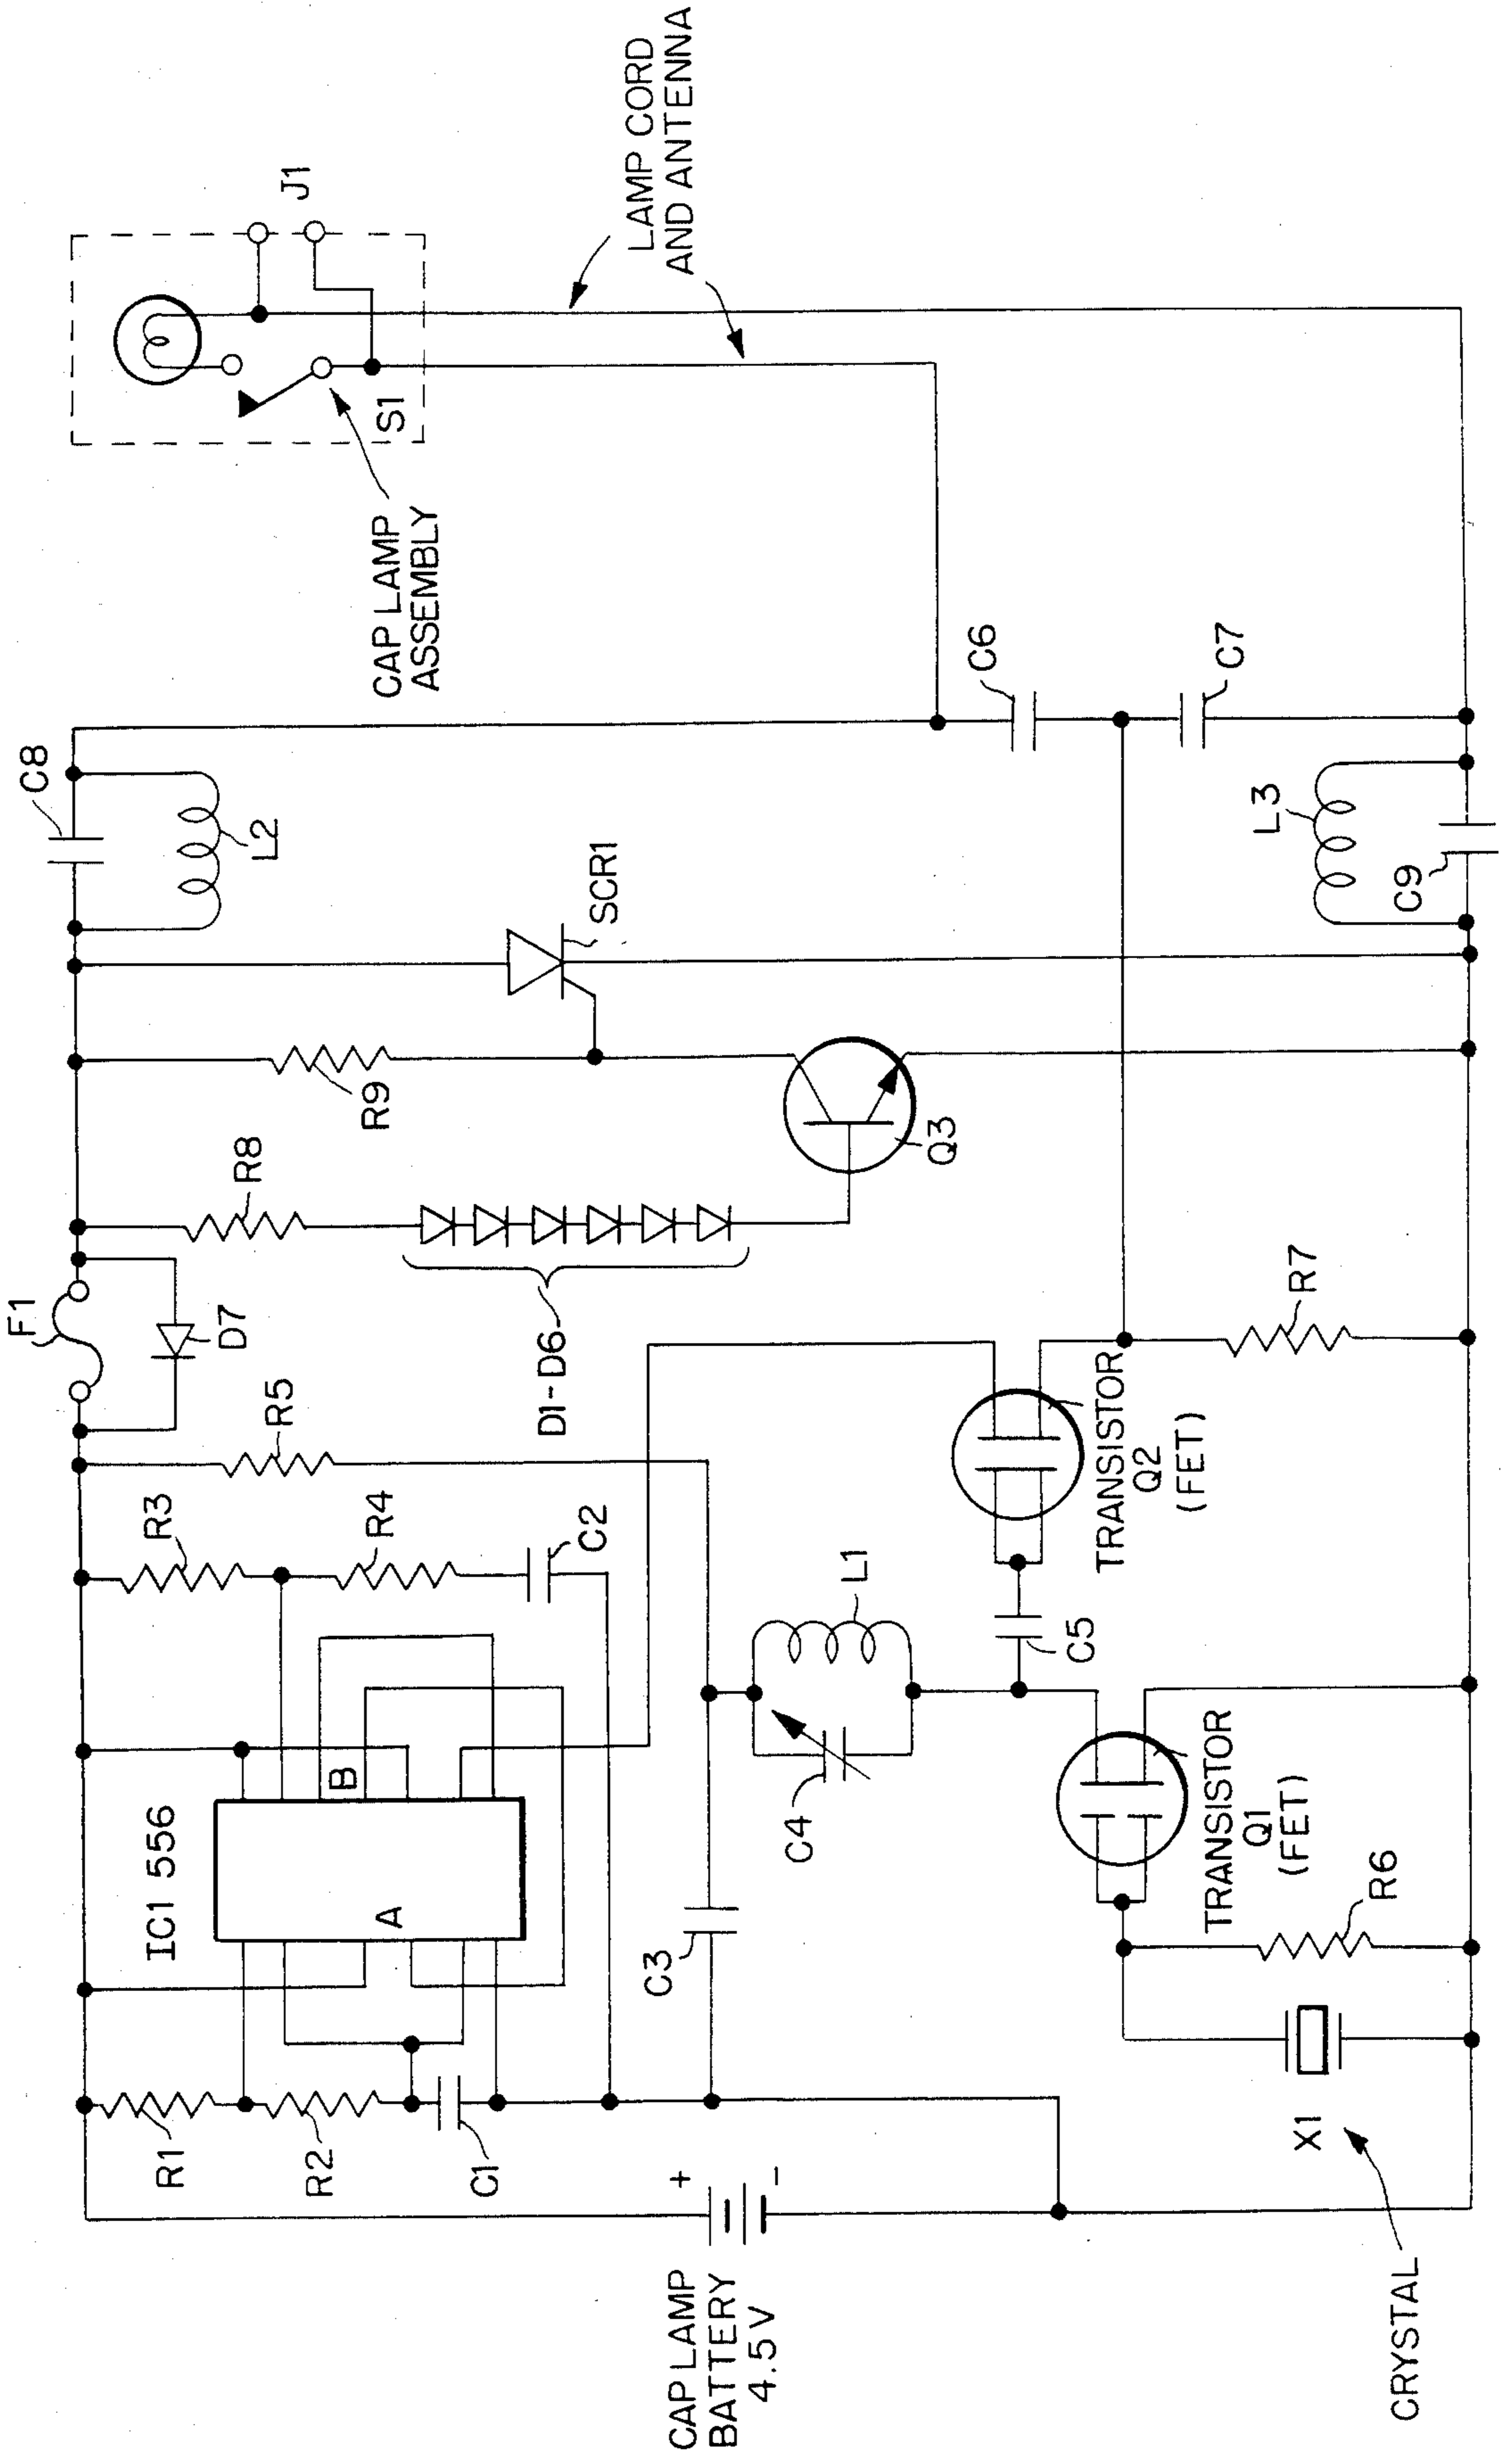 F1
C8
R3
R5
D7
R8
R9
L2
SCR1
CAP LAMP
ASSEMBLY
S1
J1
LAMP CORD
AND ANTENNA
IC1 556
A
B
R1
R2
C1
R4
C2
D1-D6
Q3
C3
C4
L1
C5
C6
C7
L3
C9
CAP LAMP
BATTERY
4.5V
+
-
TRANSISTOR
Q2
(FET)
R7
TRANSISTOR
Q1
(FET)
R6
X1
CRYSTAL